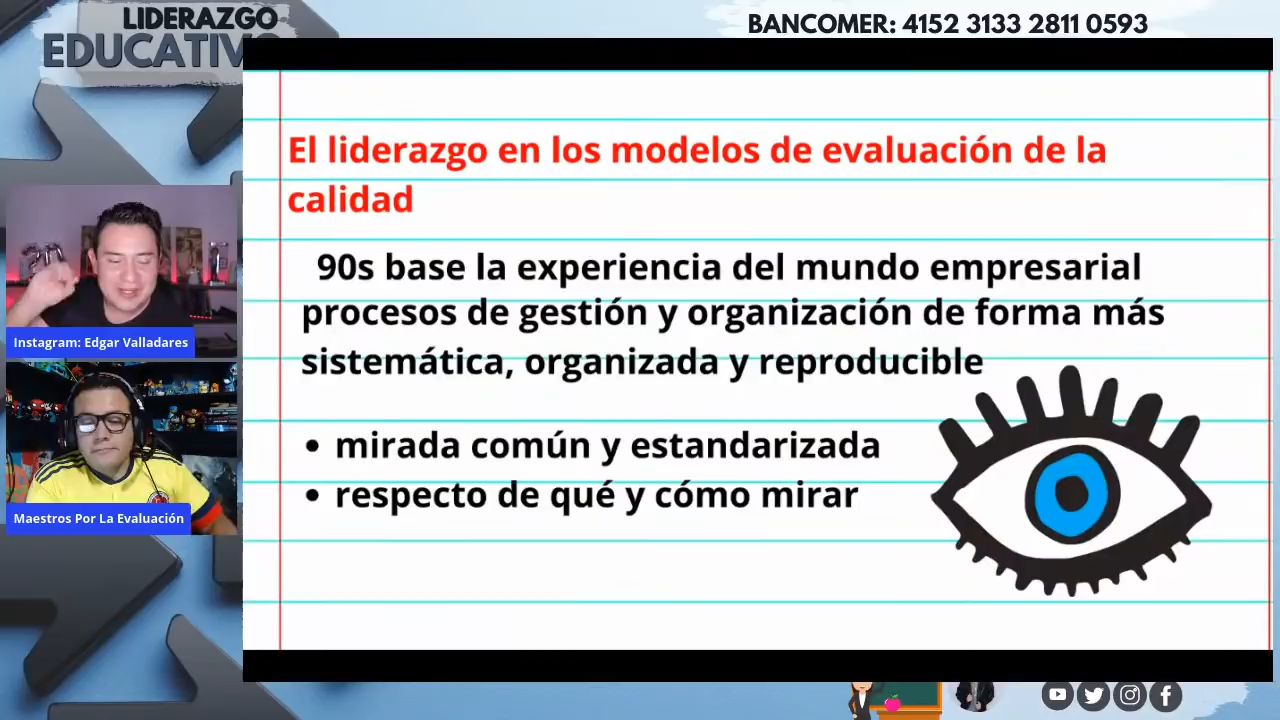 LIDERAZGO
EDUCATIV
BANCOMER: 4152 3133 2811 0593
El liderazgo en los modelos de evaluación de la
calidad
90s base la experiencia del mundo empresarial
procesos de gestión y organización de forma más
sistemática, organizada y reproducible
• mirada común y estandarizada
• respecto de qué y cómo mirar
Instagram: Edgar Valladares
Maestros Por La Evaluación